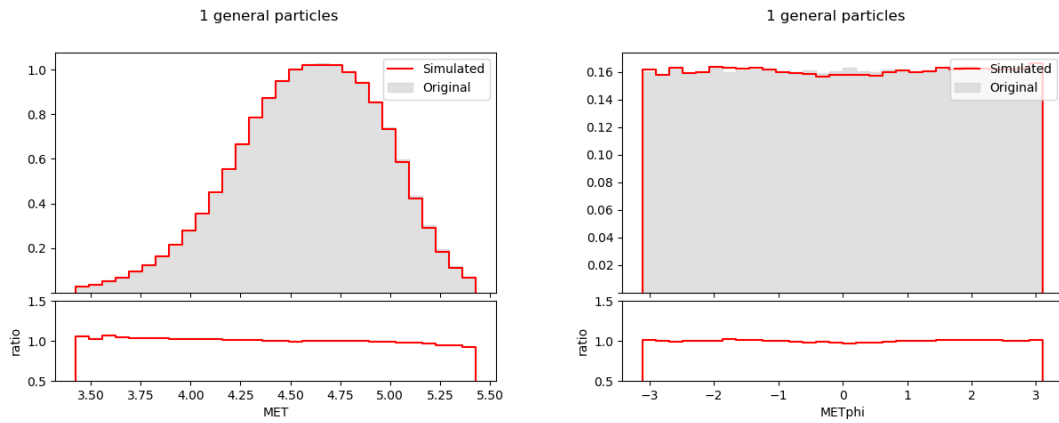 1 general particles
Simulated
Original
1.0
0.8
0.6
0.4
0.2
1.5
1.0
0.5
ratio
3.50 3.75 4.00 4.25 4.50 4.75 5.00 5.25 5.50
MET
1 general particles
Simulated
Original
0.16
0.14
0.12
0.10
0.08
0.06
0.04
0.02
1.5
1.0
0.5
ratio
−3 −2 −1 0 1 2 3
METphi